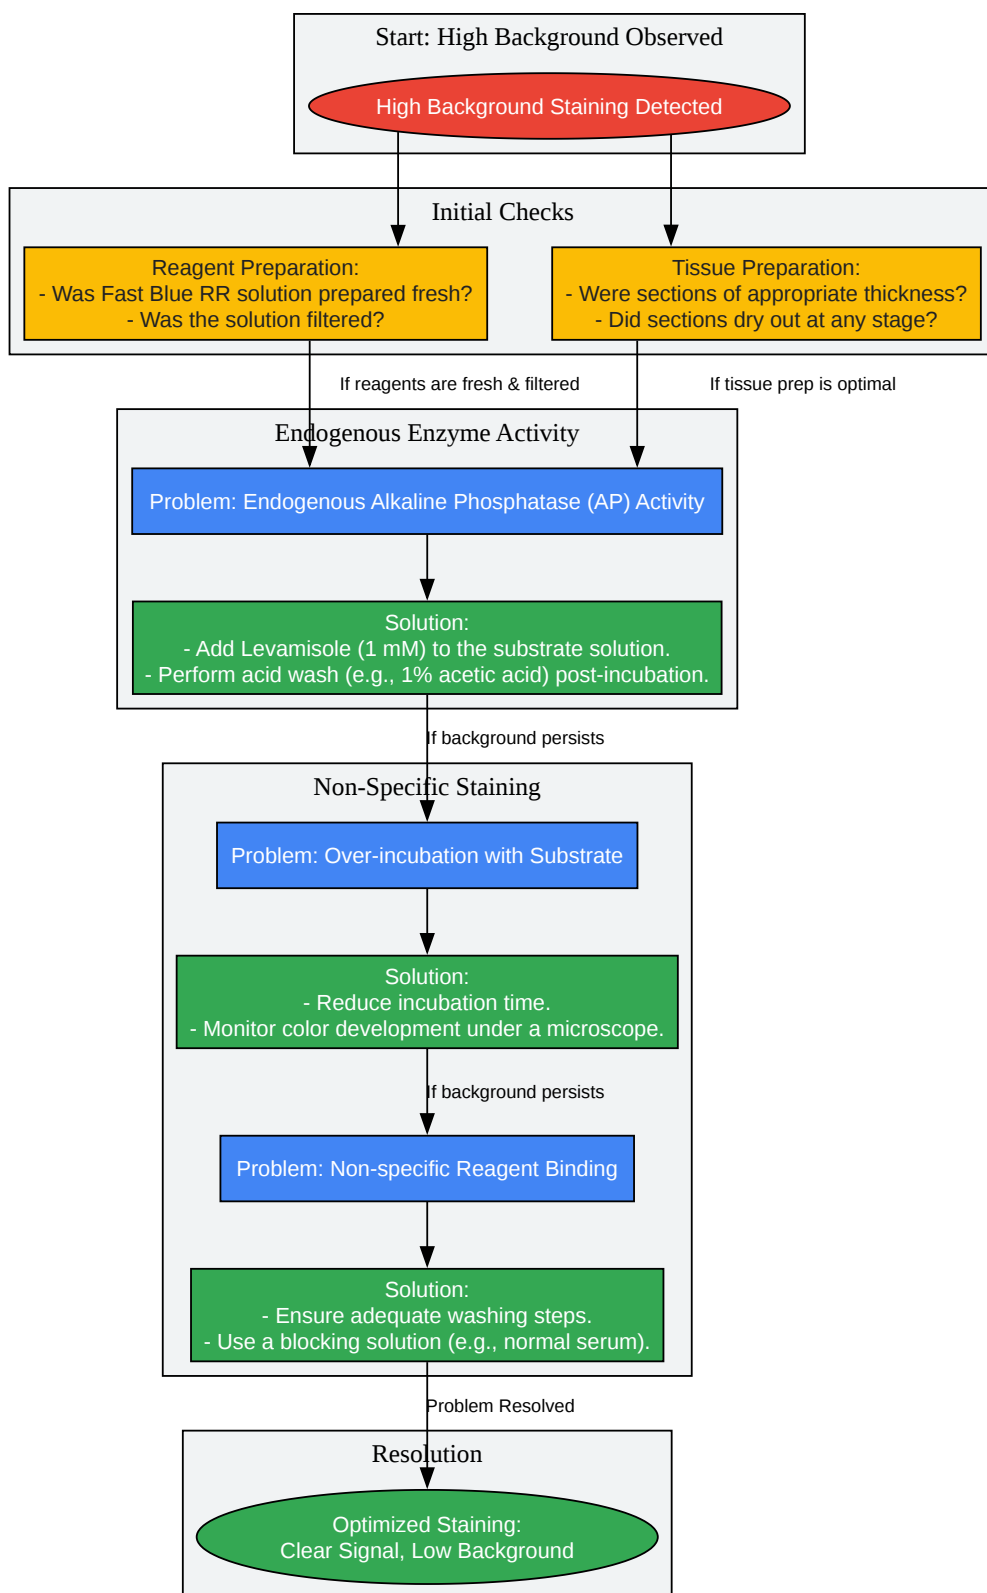 Start: High Background Observed
High Background Staining Detected
Initial Checks
Reagent Preparation:
- Was Fast Blue RR solution prepared fresh?
- Was the solution filtered?
Tissue Preparation:
- Were sections of appropriate thickness?
- Did sections dry out at any stage?
If reagents are fresh & filtered
If tissue prep is optimal
Endogenous Enzyme Activity
Problem: Endogenous Alkaline Phosphatase (AP) Activity
Solution:
- Add Levamisole (1 mM) to the substrate solution.
- Perform acid wash (e.g., 1% acetic acid) post-incubation.
If background persists
Non-Specific Staining
Problem: Over-incubation with Substrate
Solution:
- Reduce incubation time.
- Monitor color development under a microscope.
If background persists
Problem: Non-specific Reagent Binding
Solution:
- Ensure adequate washing steps.
- Use a blocking solution (e.g., normal serum).
Problem Resolved
Resolution
Optimized Staining:
Clear Signal, Low Background